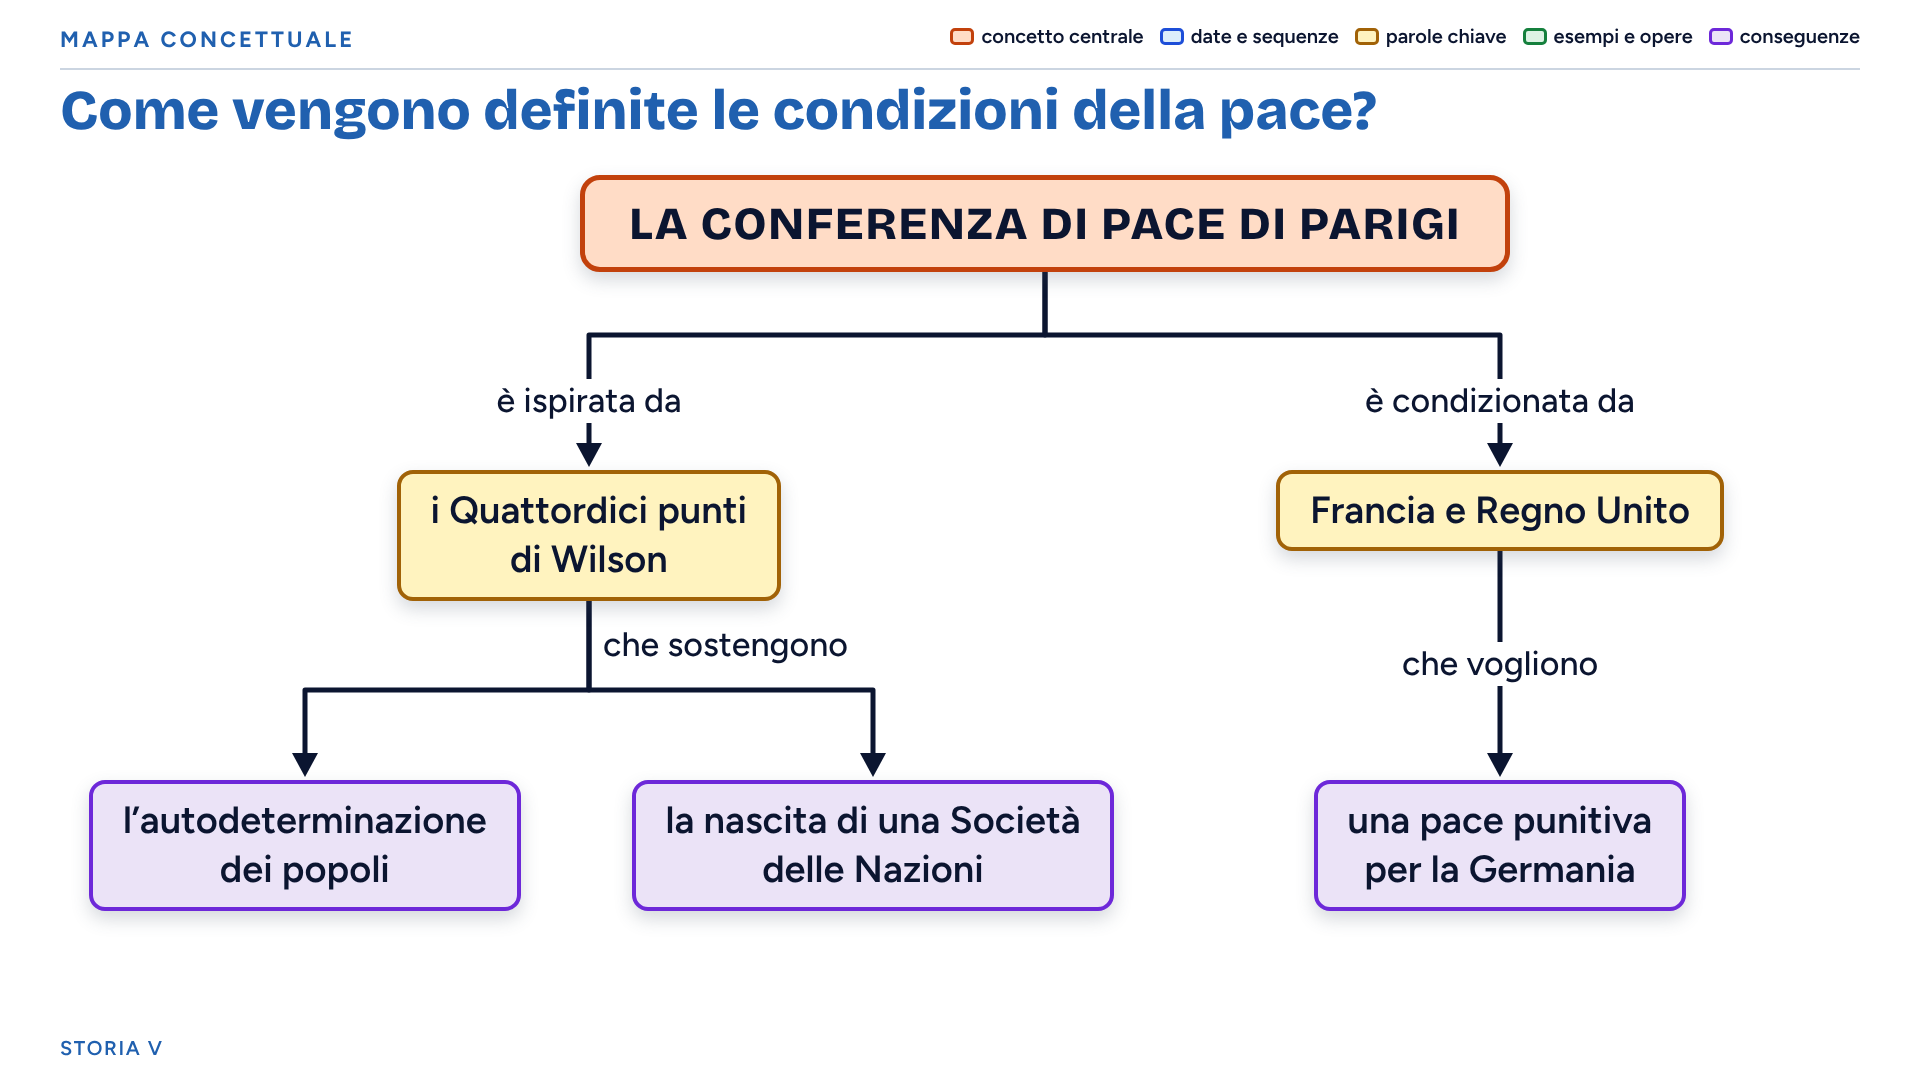 MAPPA CONCETTUALE
concetto centrale
date e sequenze
parole chiave
esempi e opere
conseguenze
Come vengono definite le condizioni della pace?
LA CONFERENZA DI PACE DI PARIGI
è ispirata da
è condizionata da
i Quattordici punti
di Wilson
Francia e Regno Unito
che sostengono
che vogliono
l’autodeterminazione
dei popoli
la nascita di una Società
delle Nazioni
una pace punitiva
per la Germania
STORIA V